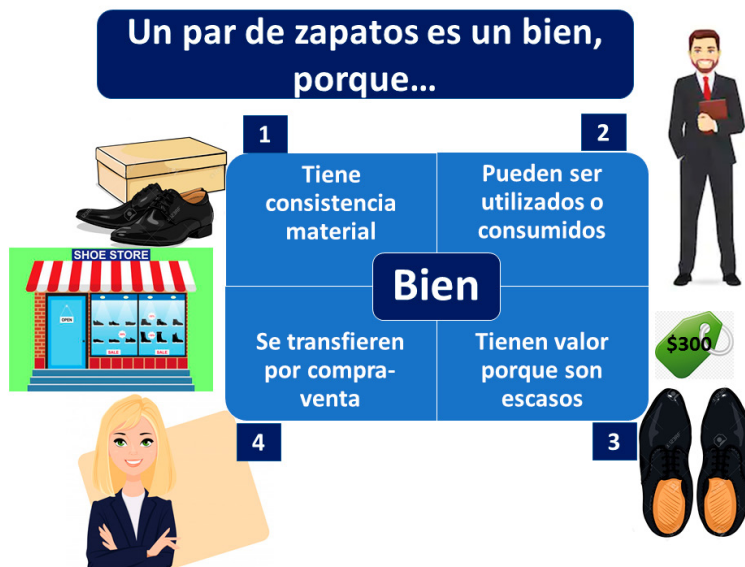 Un par de zapatos es un bien,
porque...
1
2
Tiene
consistencia
material
Pueden ser
utilizados o
consumidos
SHOE STORE
OPEN
SALE
SALE
Bien
Se transfieren
por compra-
venta
Tienen valor
porque son
escasos
$300
4
3